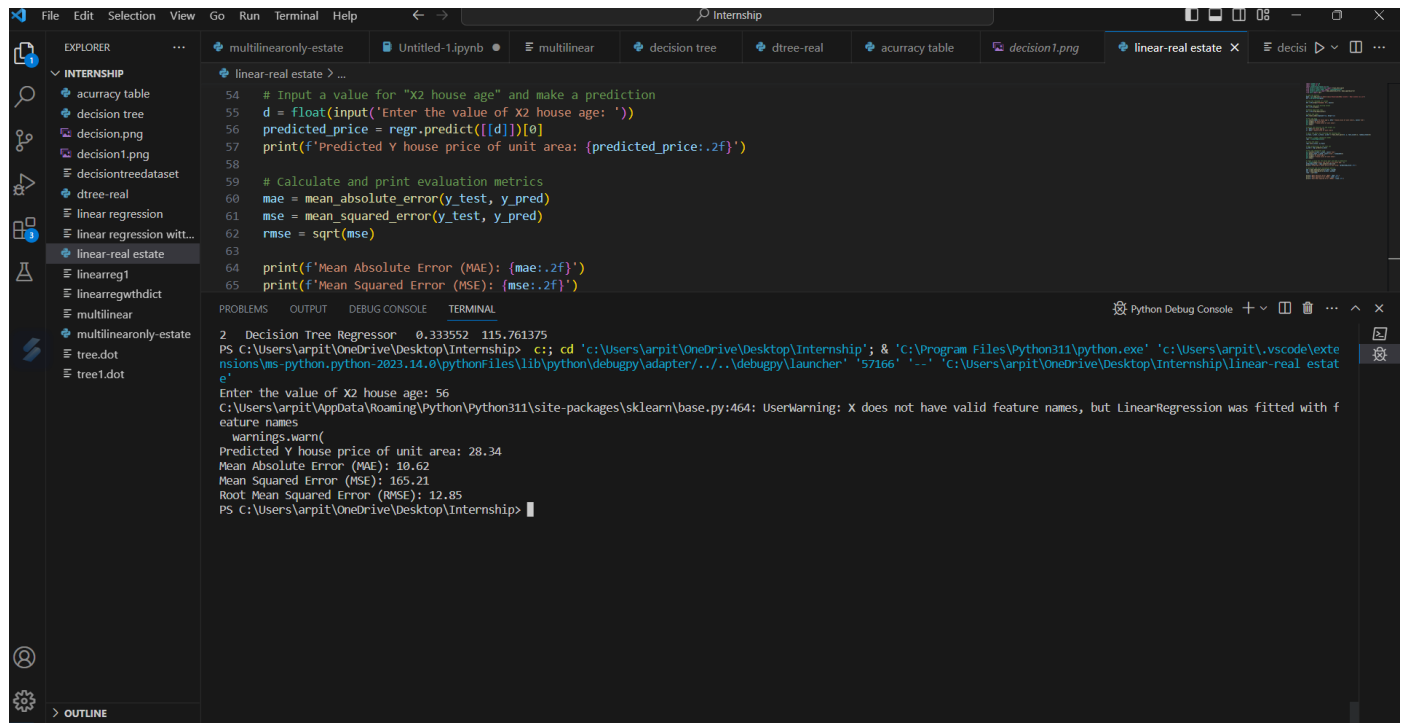 File Edit Selection View Go Run Terminal Help
Internship
EXPLORER
multilinearonly-estate
Untitled-1.ipynb
multilinear
decision tree
dtree-real
acurracy table
decision1.png
linear-real estate
decisi
INTERNSHIP
acurracy table
decision tree
decision.png
decision1.png
decisiontreedataset
dtree-real
linear regression
linear regression witt...
linear-real estate
linearreg1
linearregwthdict
multilinear
multilinearonly-estate
tree.dot
tree1.dot
OUTLINE
1
3
linear-real estate > ...
54 # Input a value for "X2 house age" and make a prediction
55 d = float(input('Enter the value of X2 house age: '))
56 predicted_price = regr.predict([[d]])[0]
57 print(f'Predicted Y house price of unit area: {predicted_price:.2f}')
58
59 # Calculate and print evaluation metrics
60 mae = mean_absolute_error(y_test, y_pred)
61 mse = mean_squared_error(y_test, y_pred)
62 rmse = sqrt(mse)
63
64 print(f'Mean Absolute Error (MAE): {mae:.2f}')
65 print(f'Mean Squared Error (MSE): {mse:.2f}')
PROBLEMS OUTPUT DEBUG CONSOLE TERMINAL
Python Debug Console
2 Decision Tree Regressor 0.333552 115.761375
PS C:\Users\arpit\OneDrive\Desktop\Internship> c:; cd 'c:\Users\arpit\OneDrive\Desktop\Internship'; & 'C:\Program Files\Python311\python.exe' 'c:\Users\arpit\.vscode\exte
nsions\ms-python.python-2023.14.0\pythonFiles\lib\python\debugpy\adapter/../..\debugpy\launcher' '57166' '--' 'C:\Users\arpit\OneDrive\Desktop\Internship\linear-real estat
e'
Enter the value of X2 house age: 56
C:\Users\arpit\AppData\Roaming\Python\Python311\site-packages\sklearn\base.py:464: UserWarning: X does not have valid feature names, but LinearRegression was fitted with f
eature names
warnings.warn(
Predicted Y house price of unit area: 28.34
Mean Absolute Error (MAE): 10.62
Mean Squared Error (MSE): 165.21
Root Mean Squared Error (RMSE): 12.85
PS C:\Users\arpit\OneDrive\Desktop\Internship>